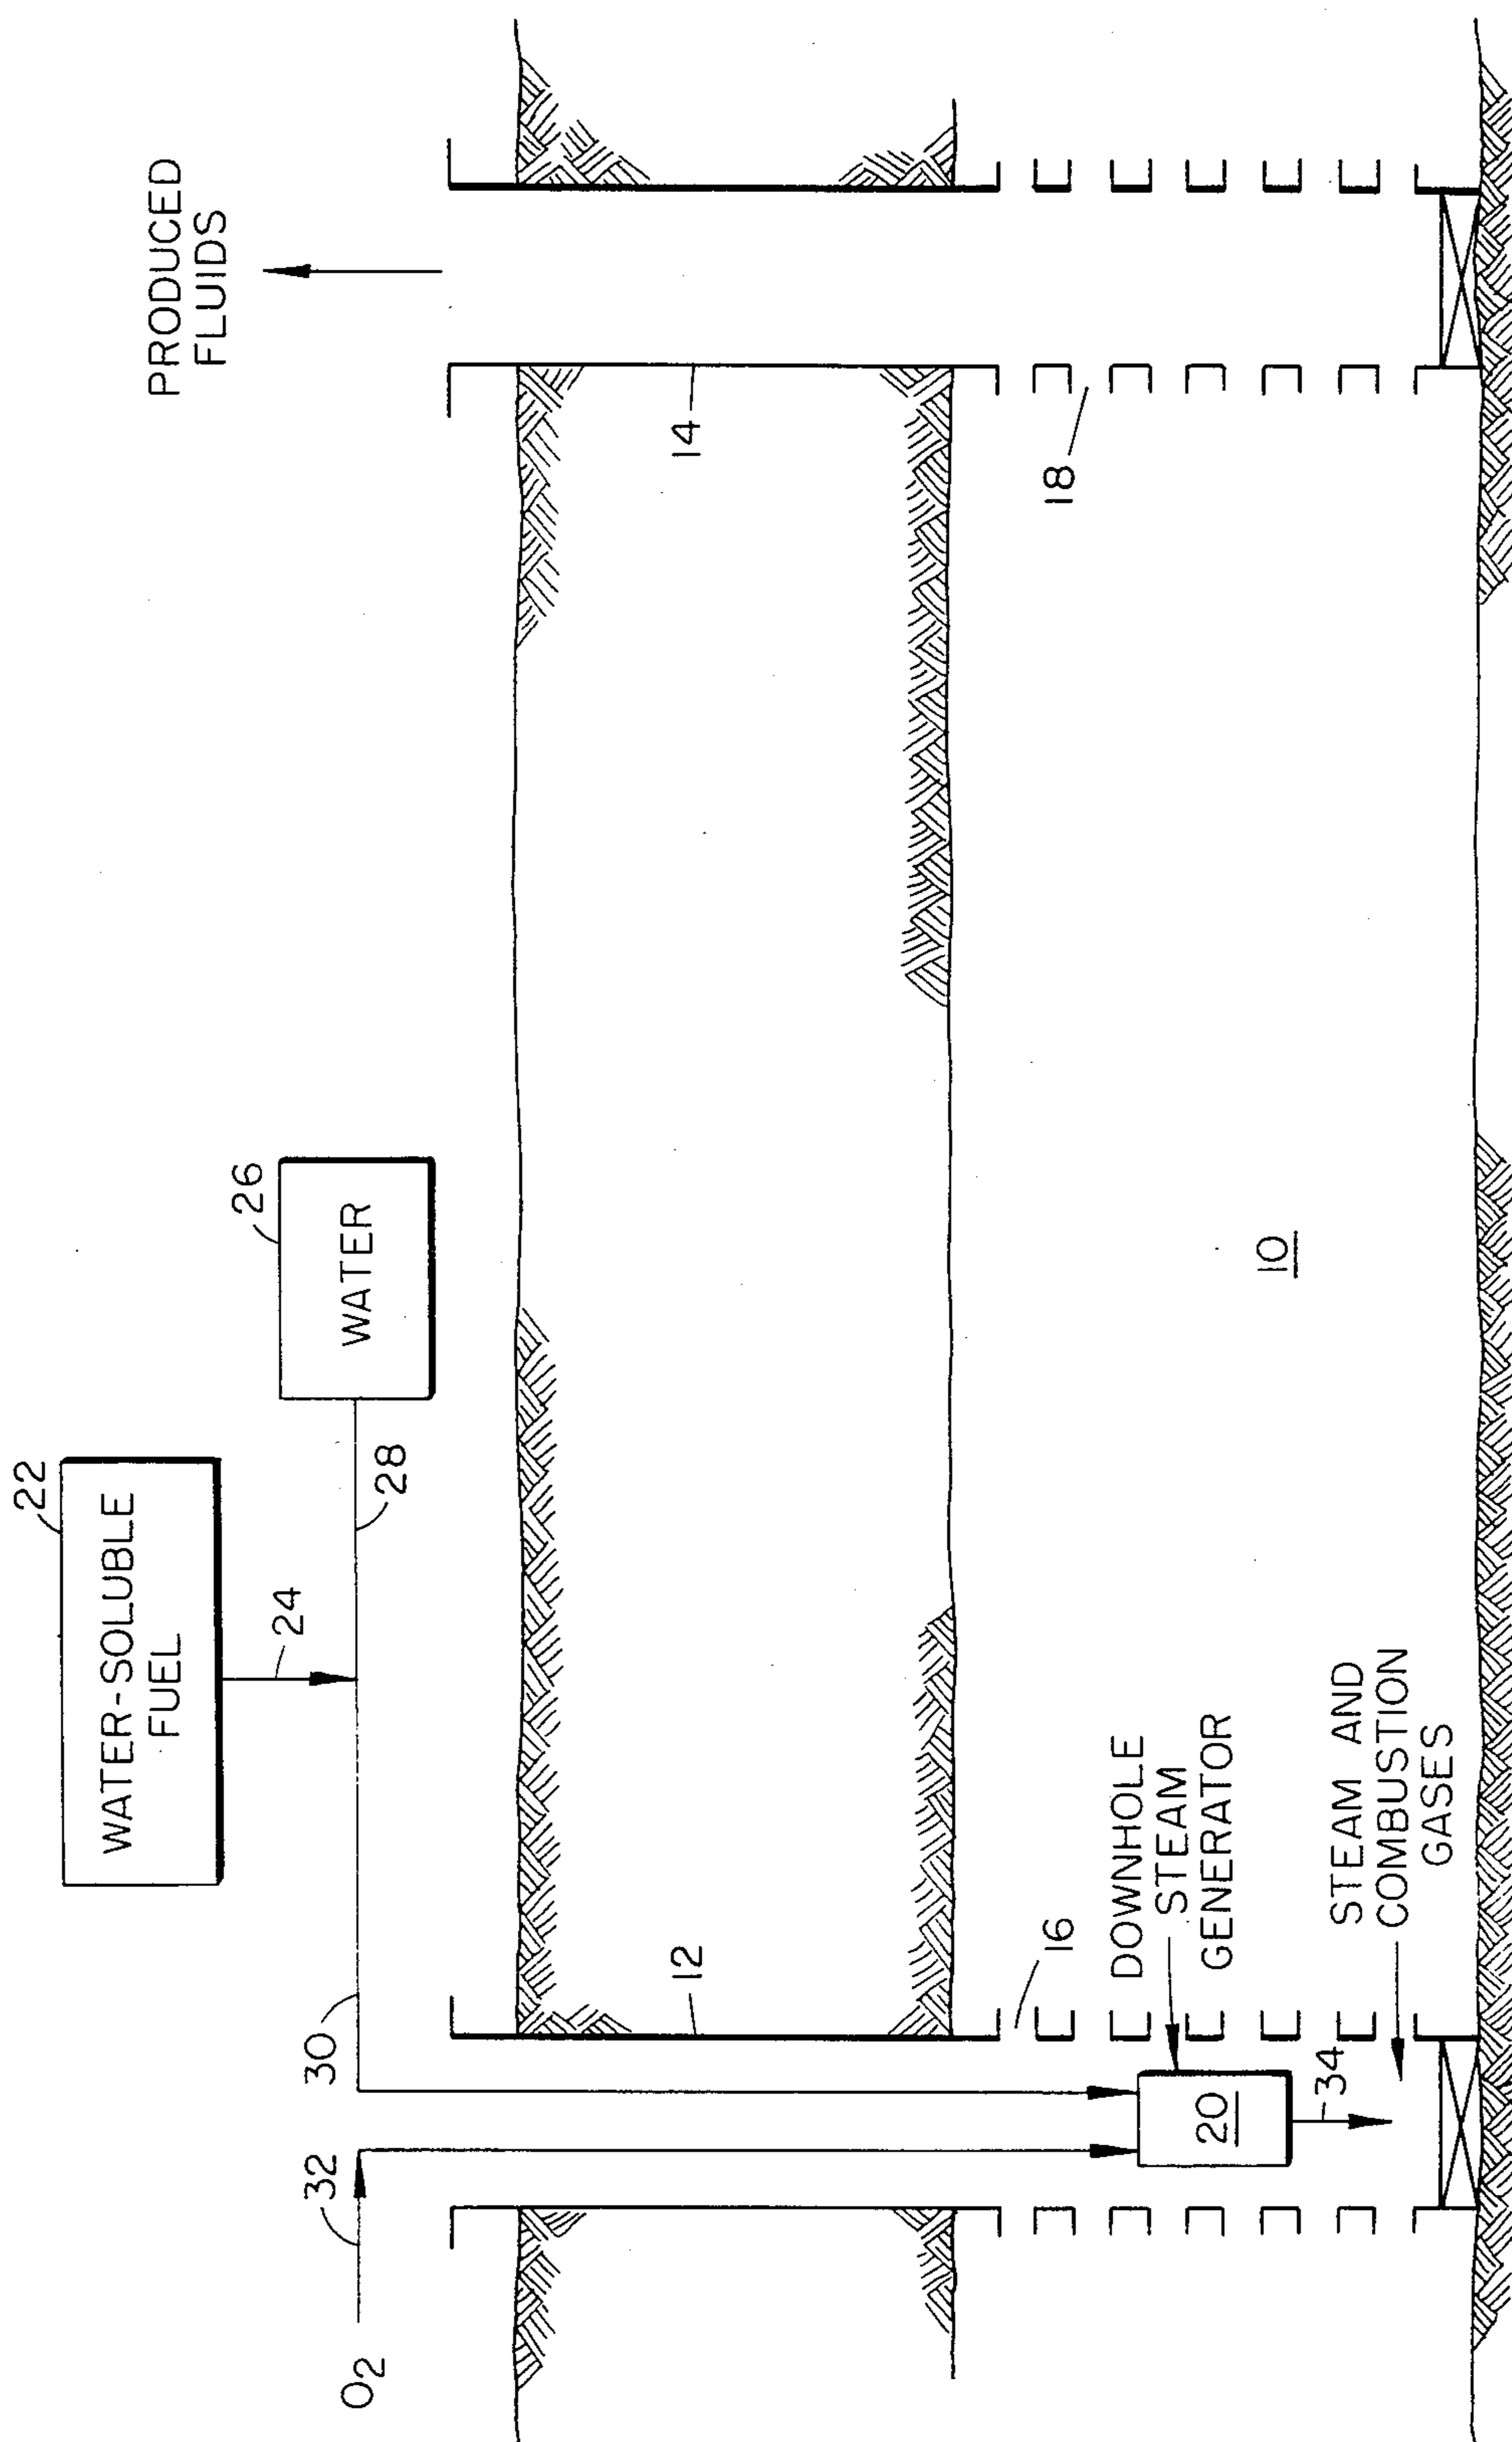 22
WATER-SOLUBLE
FUEL
24
26
WATER
28
30
32
O2
PRODUCED
FLUIDS
12
14
16
18
DOWNHOLE
STEAM
GENERATOR
20
34
STEAM AND
COMBUSTION
GASES
10